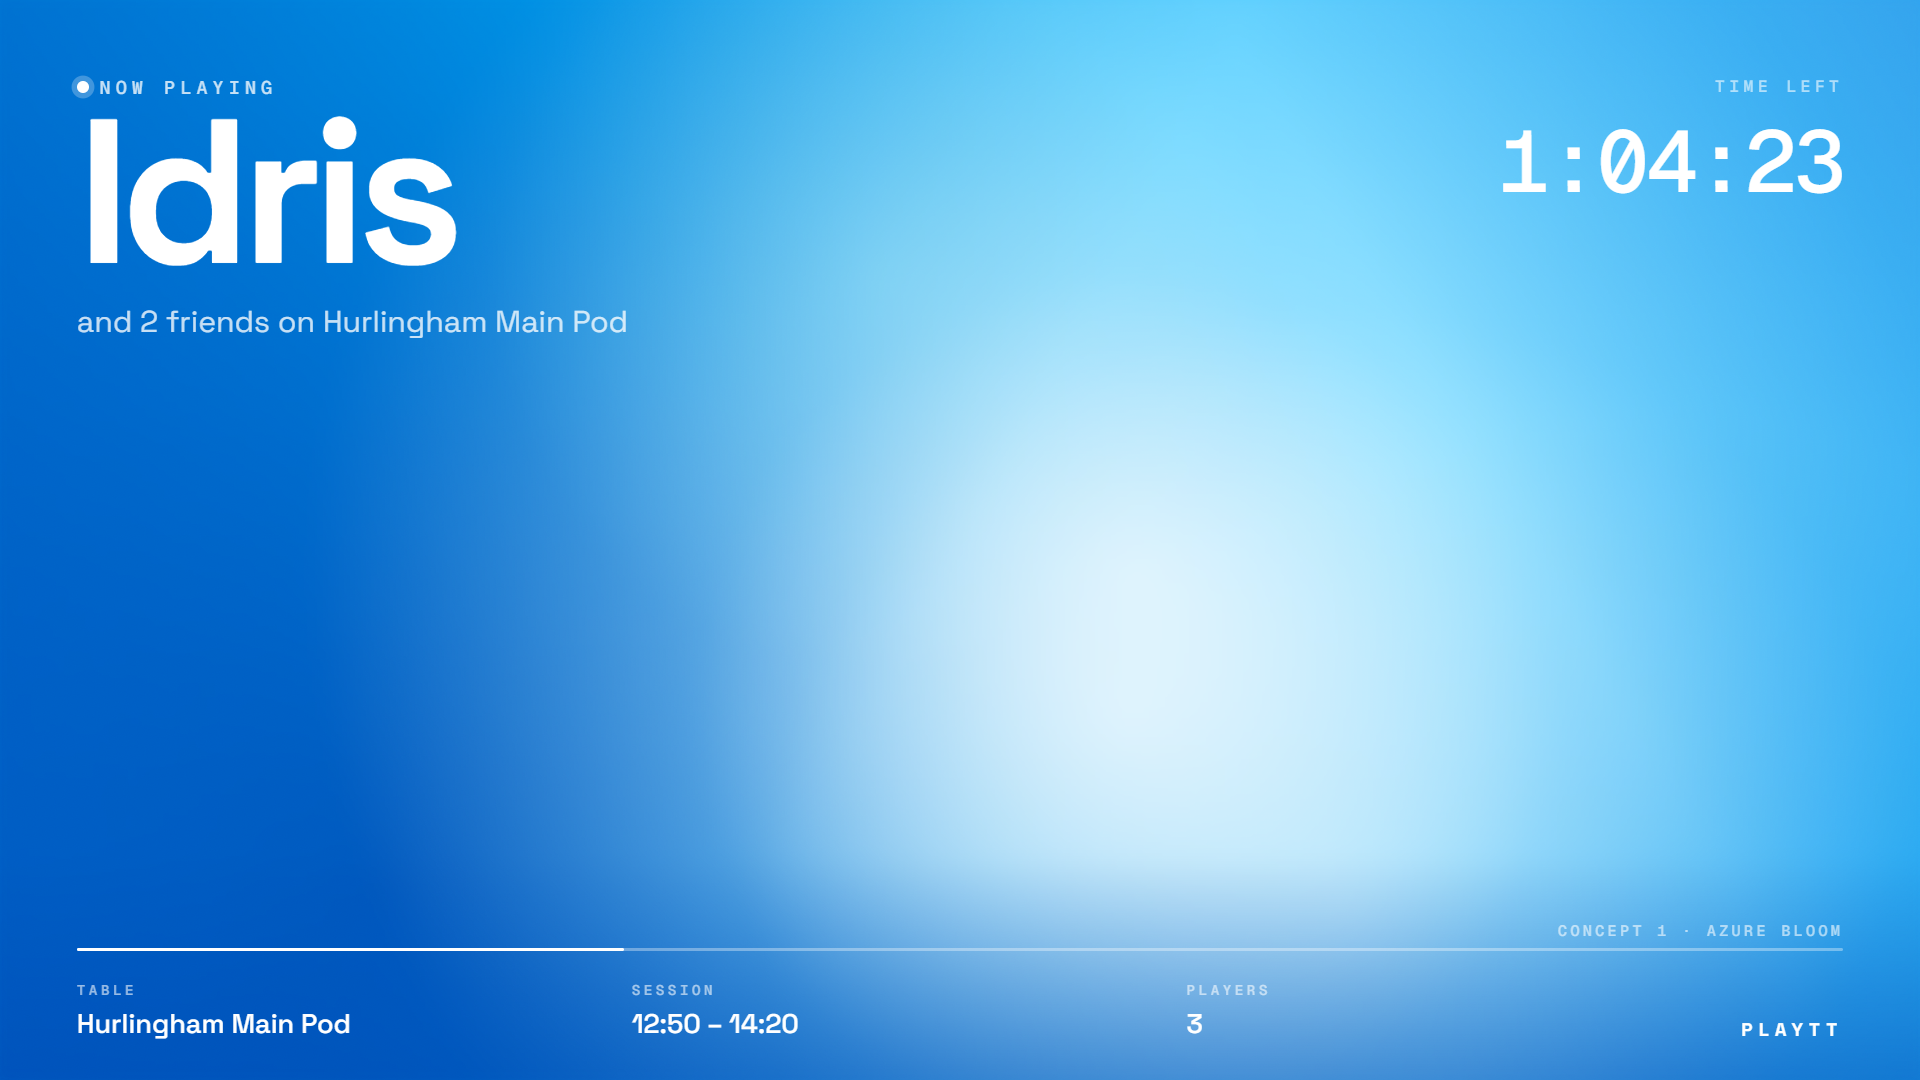 NOW PLAYING
Idris
and 2 friends on Hurlingham Main Pod
TIME LEFT
1:04:23
CONCEPT 1 · AZURE BLOOM
TABLE
Hurlingham Main Pod
SESSION
12:50 – 14:20
PLAYERS
3
PLAYTT